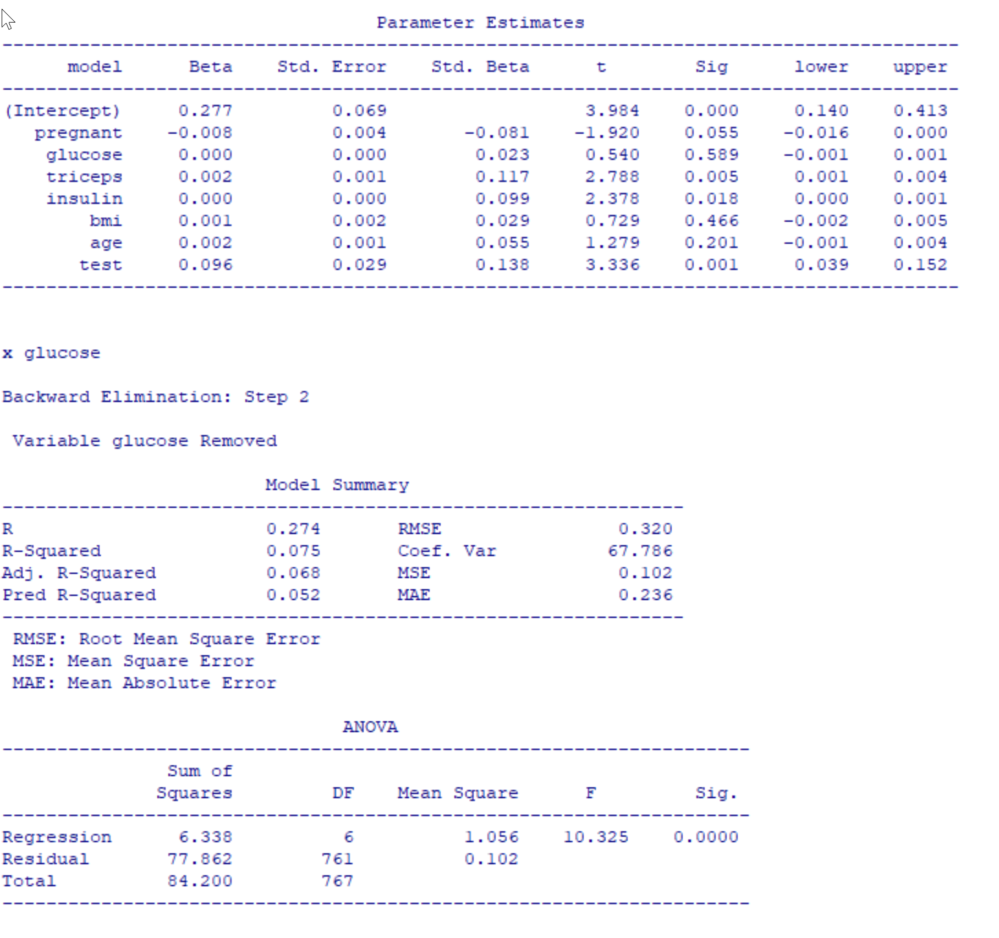 Parameter Estimates
----------------------------------------------------------------------------------------
model Beta Std. Error Std. Beta t Sig lower upper
----------------------------------------------------------------------------------------
(Intercept) 0.277 0.069 3.984 0.000 0.140 0.413
pregnant -0.008 0.004 -0.081 -1.920 0.055 -0.016 0.000
glucose 0.000 0.000 0.023 0.540 0.589 -0.001 0.001
triceps 0.002 0.001 0.117 2.788 0.005 0.001 0.004
insulin 0.000 0.000 0.099 2.378 0.018 0.000 0.001
bmi 0.001 0.002 0.029 0.729 0.466 -0.002 0.005
age 0.002 0.001 0.055 1.279 0.201 -0.001 0.004
test 0.096 0.029 0.138 3.336 0.001 0.039 0.152
----------------------------------------------------------------------------------------
x glucose
Backward Elimination: Step 2
Variable glucose Removed
Model Summary
--------------------------------------------------------------
R 0.274 RMSE 0.320
R-Squared 0.075 Coef. Var 67.786
Adj. R-Squared 0.068 MSE 0.102
Pred R-Squared 0.052 MAE 0.236
--------------------------------------------------------------
RMSE: Root Mean Square Error
MSE: Mean Square Error
MAE: Mean Absolute Error
ANOVA
--------------------------------------------------------------------
Sum of
Squares DF Mean Square F Sig.
--------------------------------------------------------------------
Regression 6.338 6 1.056 10.325 0.0000
Residual 77.862 761 0.102
Total 84.200 767
--------------------------------------------------------------------